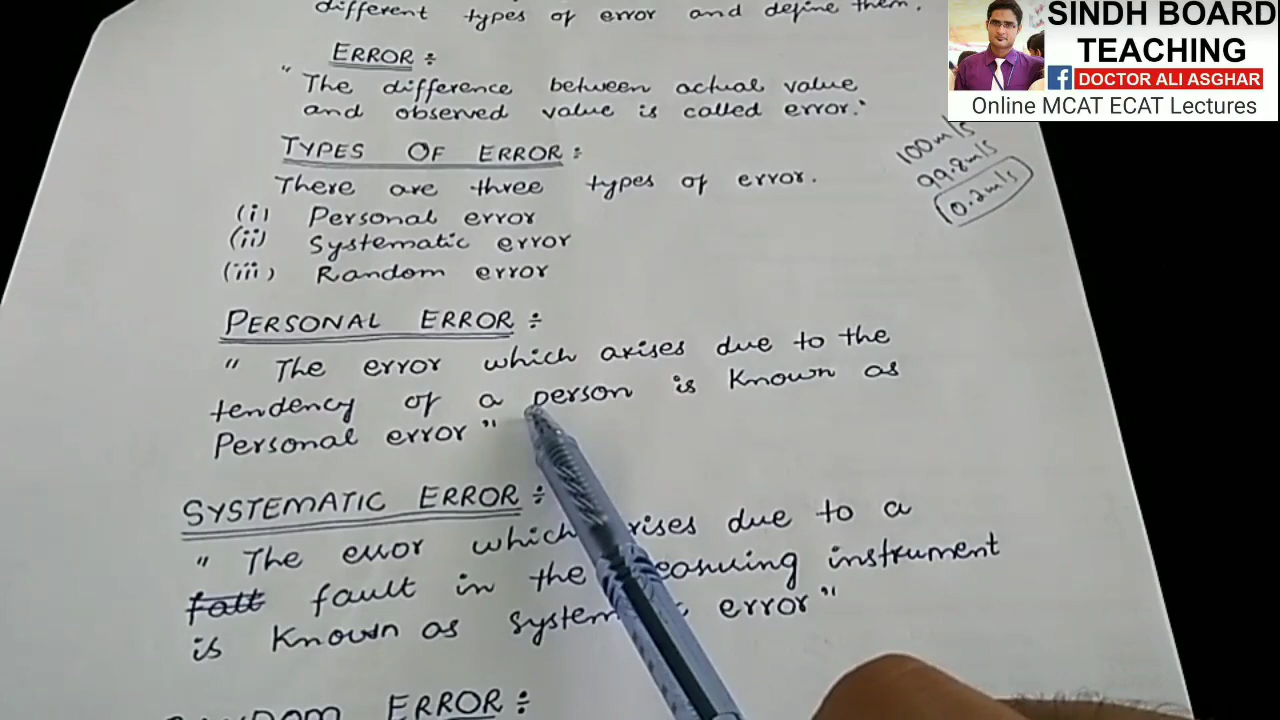 different types of error and define them.
ERROR :
" The difference between actual value
and observed value is called error."
TYPES OF ERROR :
There are three types of error.
(i) Personal error
(ii) Systematic error
(iii) Random error
PERSONAL ERROR :
" The error which arises due to the
tendency of a person is known as
Personal error "
SYSTEMATIC ERROR :
" The error which arises due to a
fatt fault in the measuring instrument
is known as system error "
ERROR :
100m/s
99.8m/s
0.2m/s
SINDH BOARD
TEACHING
f DOCTOR ALI ASGHAR
Online MCAT ECAT Lectures